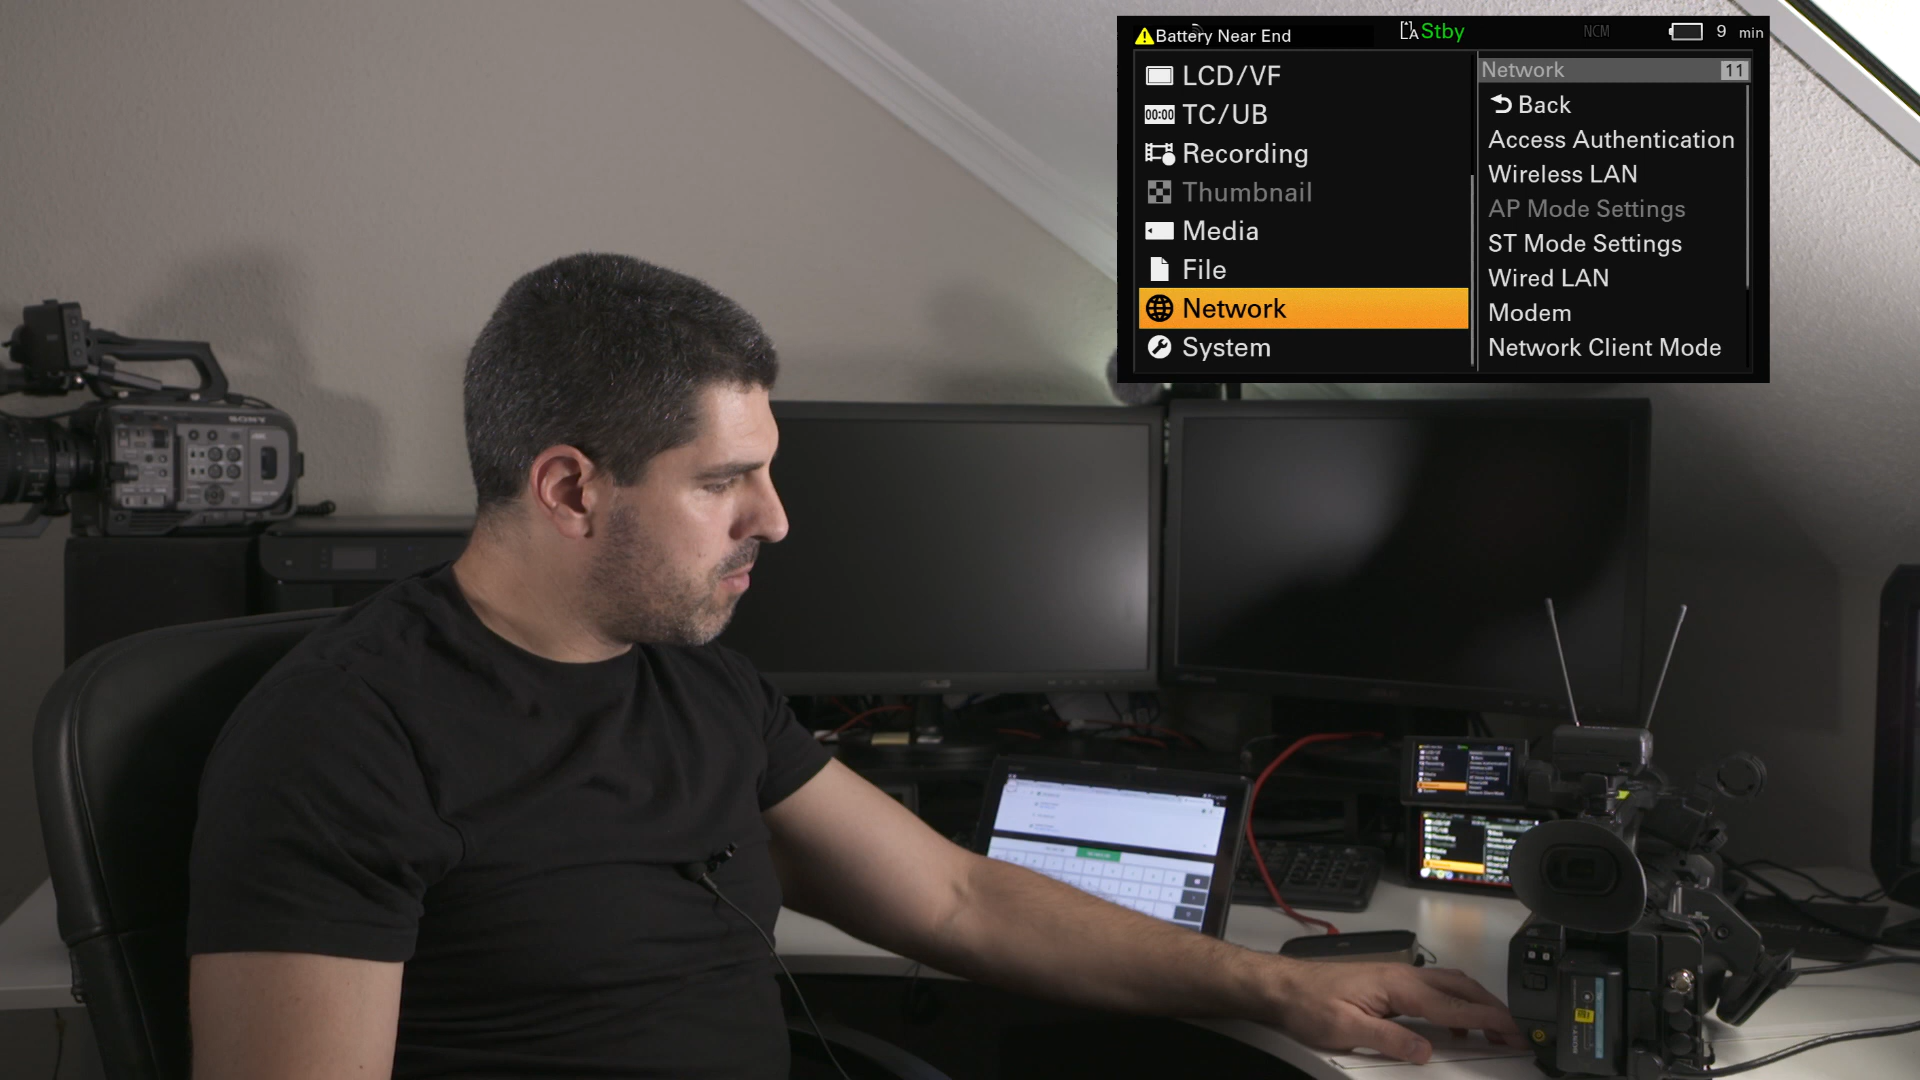 Battery Near End
A Stby
NCM
9 min
LCD/VF
00:00 TC/UB
Recording
Thumbnail
Media
File
Network
System
Network 11
Back
Access Authentication
Wireless LAN
AP Mode Settings
ST Mode Settings
Wired LAN
Modem
Network Client Mode
SONY